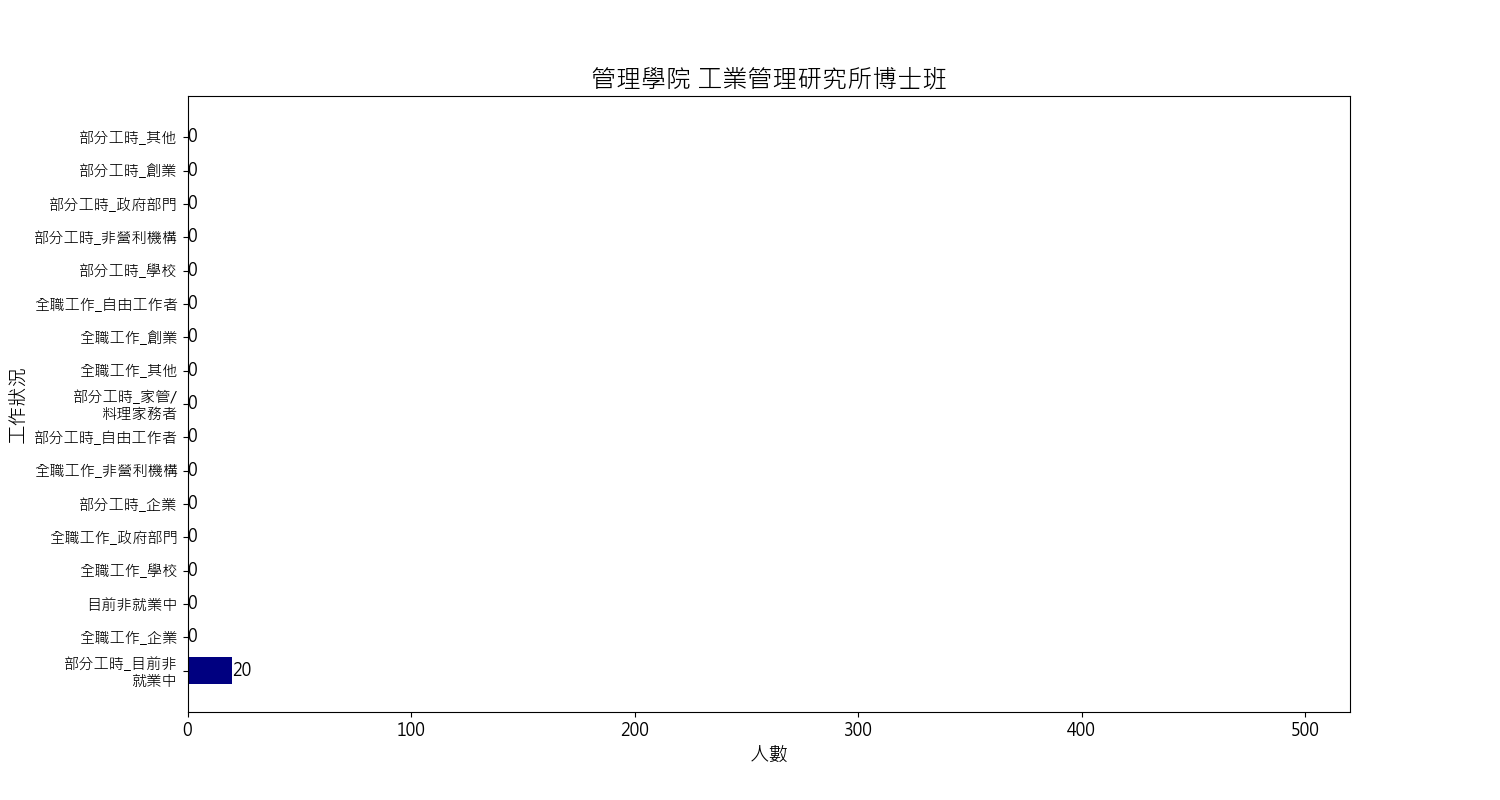 管理學院 工業管理研究所博士班
部分工時_其他 0
部分工時_創業 0
部分工時_政府部門 0
部分工時_非營利機構 0
部分工時_學校 0
全職工作_自由工作者 0
全職工作_創業 0
全職工作_其他 0
部分工時_家管/
料理家務者 0
部分工時_自由工作者 0
全職工作_非營利機構 0
部分工時_企業 0
全職工作_政府部門 0
全職工作_學校 0
目前非就業中 0
全職工作_企業 0
部分工時_目前非
就業中 20
工作狀況
0 100 200 300 400 500
人數